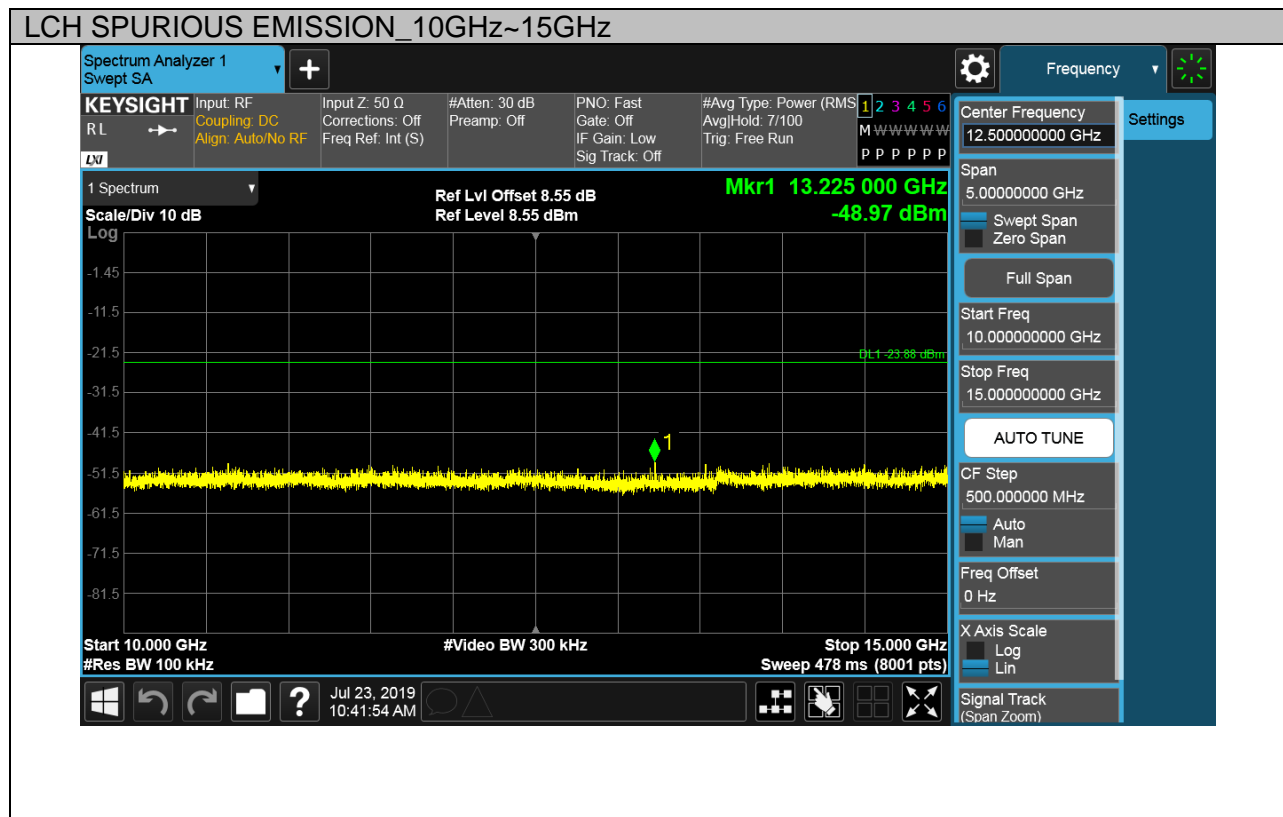 LCH SPURIOUS EMISSION_10GHz~15GHz
Spectrum Analyzer 1
Swept SA
Frequency
KEYSIGHT
RL
LXI
Input: RF
Coupling: DC
Align: Auto/No RF
Input Z: 50 Ω
Corrections: Off
Freq Ref: Int (S)
#Atten: 30 dB
Preamp: Off
PNO: Fast
Gate: Off
IF Gain: Low
Sig Track: Off
#Avg Type: Power (RMS
Avg|Hold: 7/100
Trig: Free Run
1 2 3 4 5 6
M W W W W W
P P P P P P
1 Spectrum
Scale/Div 10 dB
Log
Ref Lvl Offset 8.55 dB
Ref Level 8.55 dBm
Mkr1 13.225 000 GHz
-48.97 dBm
-1.45
-11.5
-21.5
DL1 -23.88 dBm
-31.5
-41.5
1
-51.5
-61.5
-71.5
-81.5
Start 10.000 GHz
#Res BW 100 kHz
#Video BW 300 kHz
Stop 15.000 GHz
Sweep 478 ms (8001 pts)
?
Jul 23, 2019
10:41:54 AM
Center Frequency
12.500000000 GHz
Settings
Span
5.00000000 GHz
Swept Span
Zero Span
Full Span
Start Freq
10.000000000 GHz
Stop Freq
15.000000000 GHz
AUTO TUNE
CF Step
500.000000 MHz
Auto
Man
Freq Offset
0 Hz
X Axis Scale
Log
Lin
Signal Track
(Span Zoom)